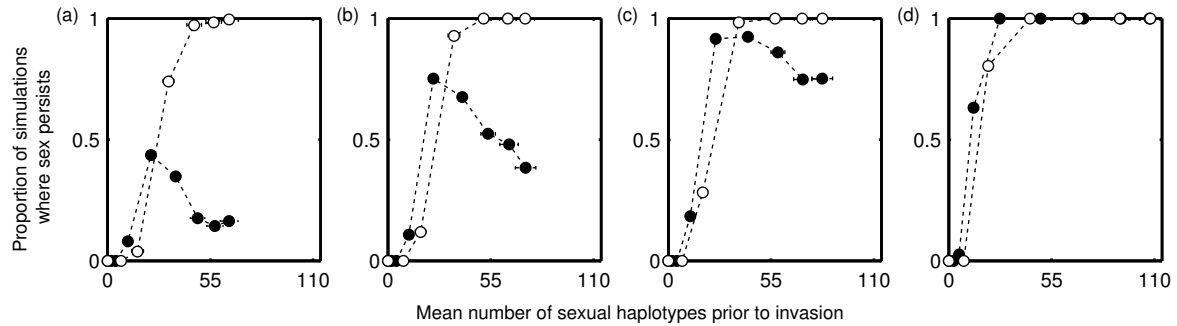 (a) (b) (c) (d)
1 1 1 1
Proportion of simulations
where sex persists
0.5 0.5 0.5 0.5
0 0 0 0
0 55 110 0 55 110 0 55 110 0 55 110
Mean number of sexual haplotypes prior to invasion